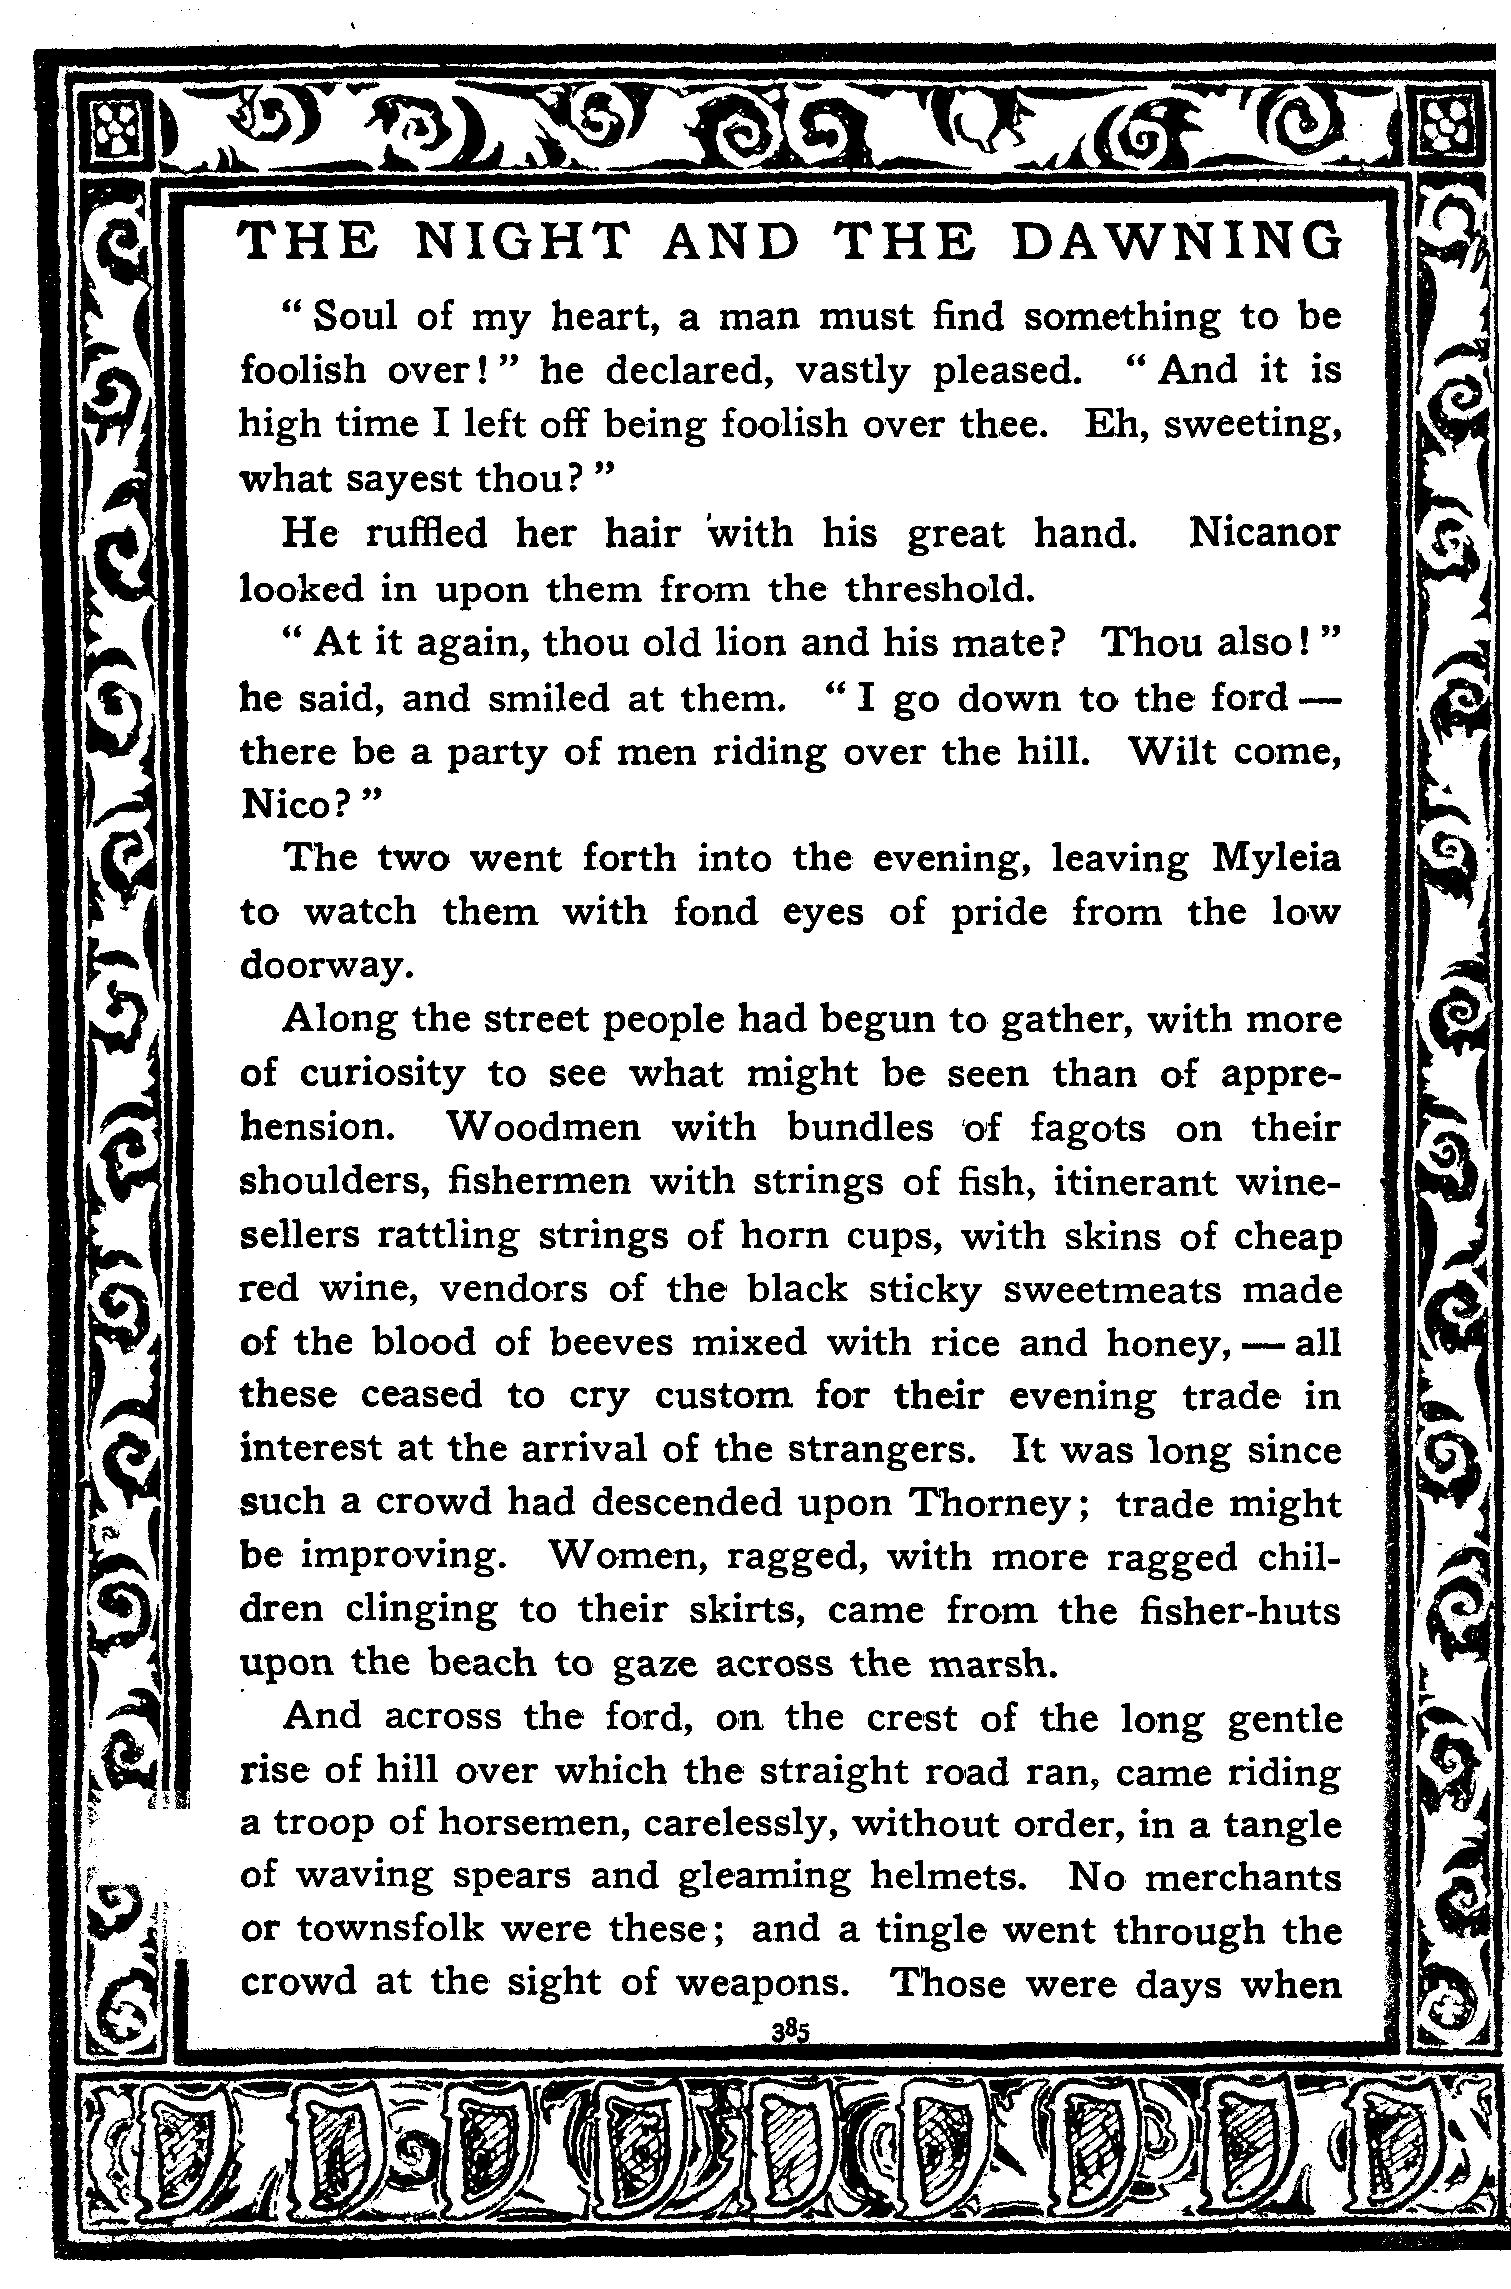 THE NIGHT AND THE DAWNING
“Soul of my heart, a man must find something to be
foolish over!” he declared, vastly pleased. “And it is
high time I left off being foolish over thee. Eh, sweeting,
what sayest thou?”
He ruffled her hair with his great hand. Nicanor
looked in upon them from the threshold.
“At it again, thou old lion and his mate? Thou also!”
he said, and smiled at them. “I go down to the ford —
there be a party of men riding over the hill. Wilt come,
Nico?”
The two went forth into the evening, leaving Myleia
to watch them with fond eyes of pride from the low
doorway.
Along the street people had begun to gather, with more
of curiosity to see what might be seen than of appre-
hension. Woodmen with bundles of fagots on their
shoulders, fishermen with strings of fish, itinerant wine-
sellers rattling strings of horn cups, with skins of cheap
red wine, vendors of the black sticky sweetmeats made
of the blood of beeves mixed with rice and honey, — all
these ceased to cry custom for their evening trade in
interest at the arrival of the strangers. It was long since
such a crowd had descended upon Thorney; trade might
be improving. Women, ragged, with more ragged chil-
dren clinging to their skirts, came from the fisher-huts
upon the beach to gaze across the marsh.
And across the ford, on the crest of the long gentle
rise of hill over which the straight road ran, came riding
a troop of horsemen, carelessly, without order, in a tangle
of waving spears and gleaming helmets. No merchants
or townsfolk were these; and a tingle went through the
crowd at the sight of weapons. Those were days when
385